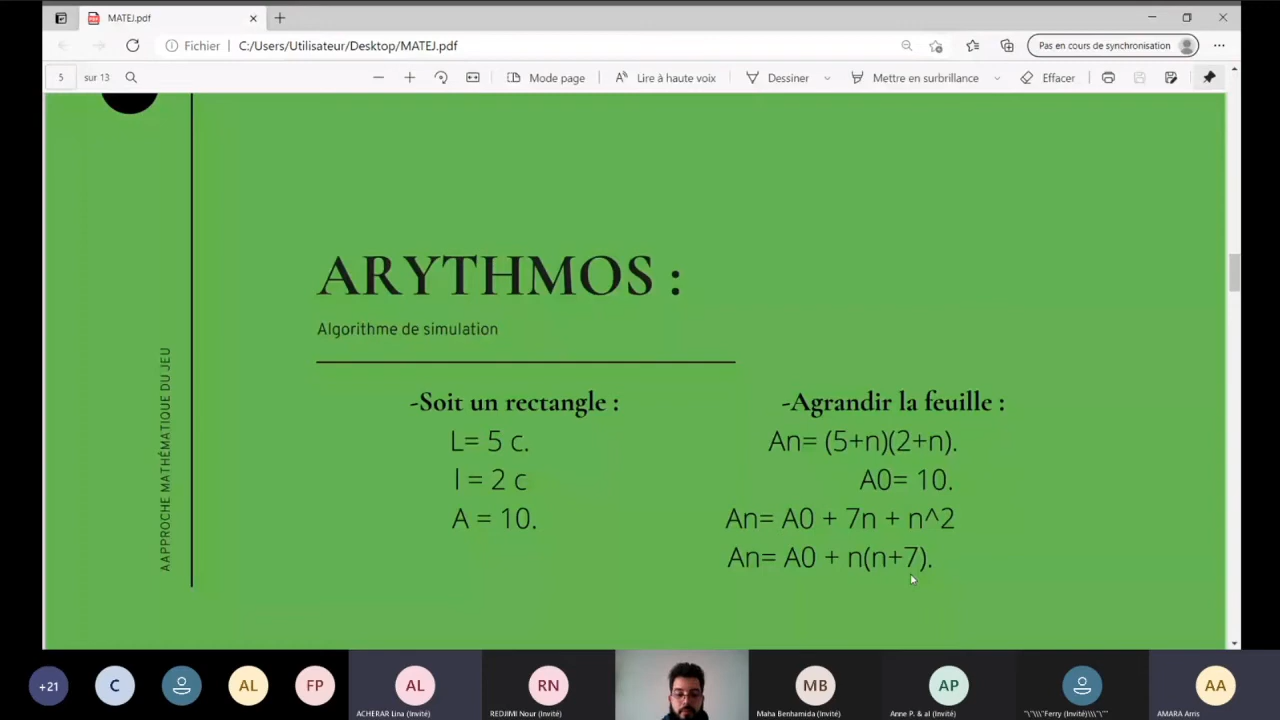 MATEJ.pdf
Fichier
C:/Users/Utilisateur/Desktop/MATEJ.pdf
Pas en cours de synchronisation
5
sur 13
Mode page
Lire à haute voix
Dessiner
Mettre en surbrillance
Effacer
ARYTHMOS :
Algorithme de simulation
AAPPROCHE MATHÉMATIQUE DU JEU
-Soit un rectangle :
L= 5 c.
l = 2 c
A = 10.
-Agrandir la feuille :
An= (5+n)(2+n).
A0= 10.
An= A0 + 7n + n^2
An= A0 + n(n+7).
+21
C
AL
FP
AL
ACHERAR Lina (Invité)
RN
REDJIMI Nour (Invité)
MB
Maha Benhamida (Invité)
AP
Anne P. & al (Invité)
"\"\\\"Ferry (Invité)\\\"\""
AA
AMARA Arris